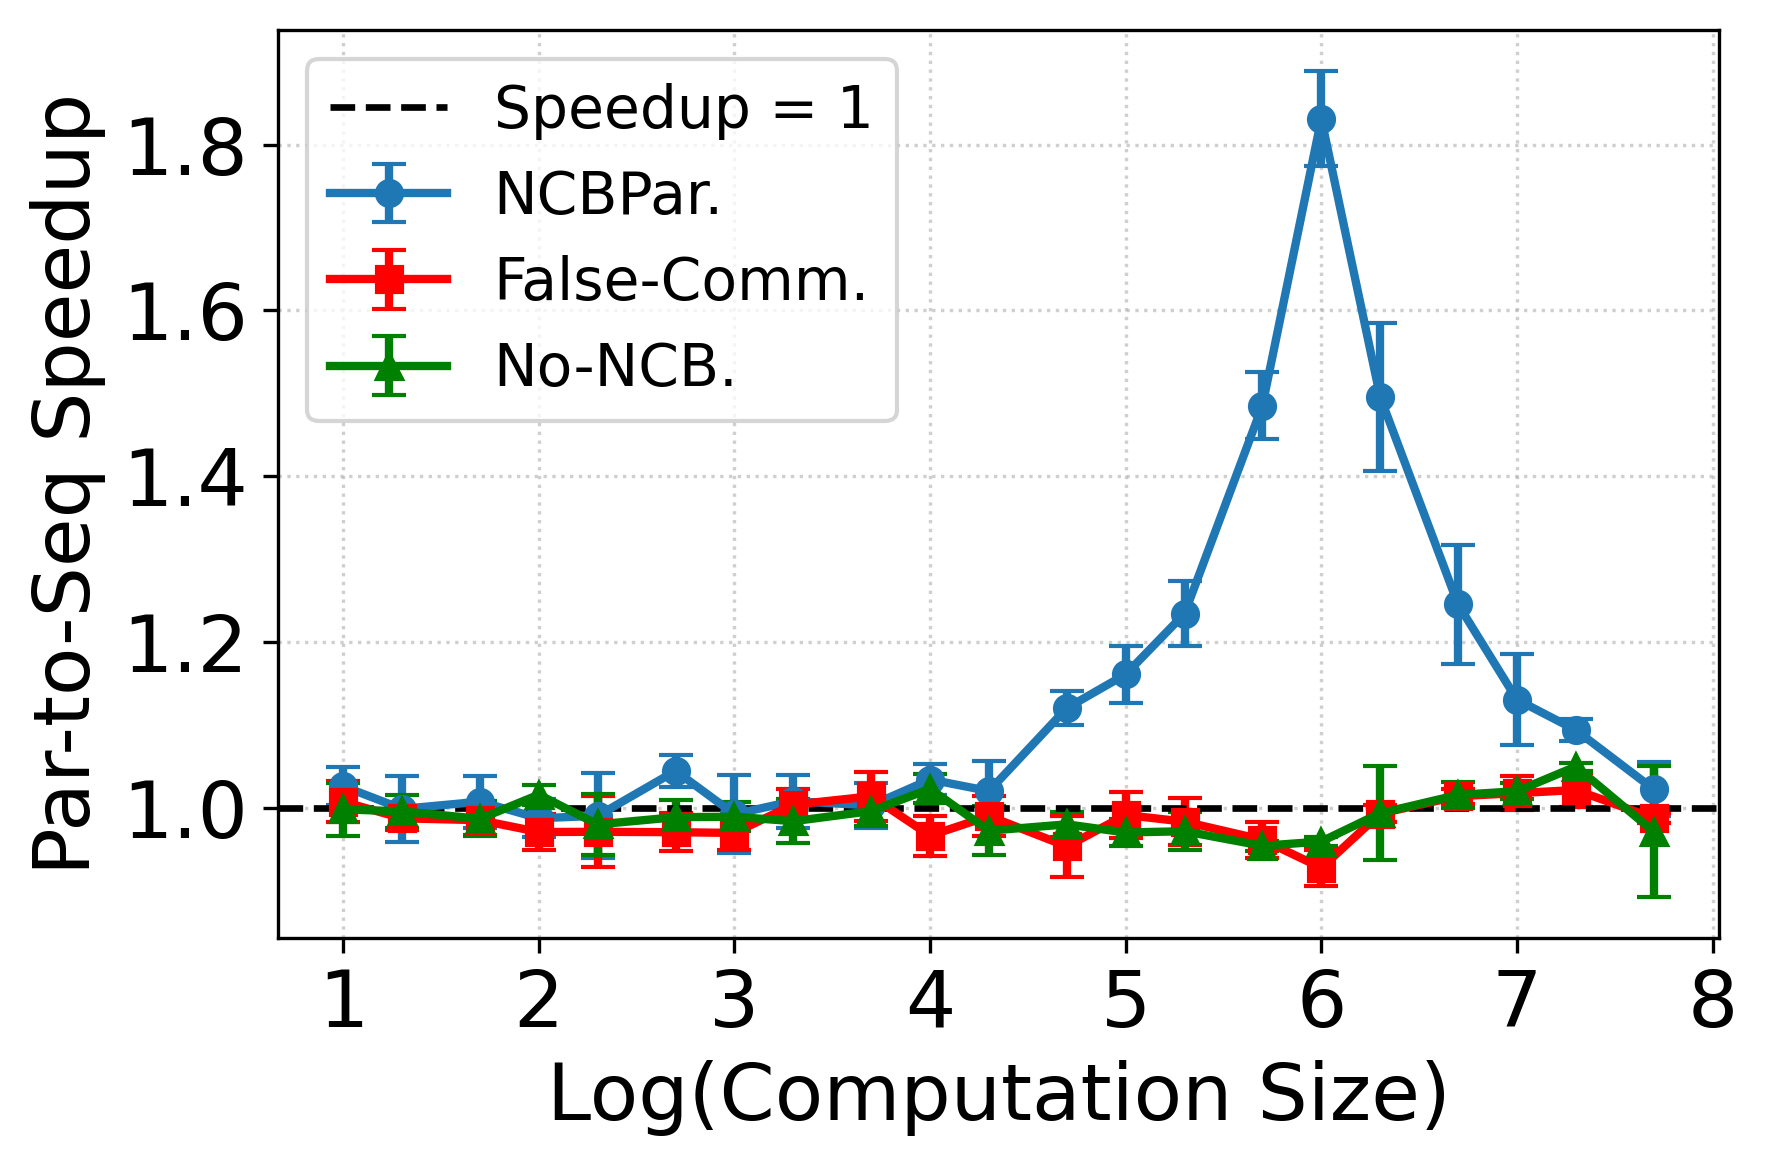 Par-to-Seq Speedup
1.8
1.6
1.4
1.2
1.0
Speedup = 1
NCBPar.
False-Comm.
No-NCB.
1 2 3 4 5 6 7 8
Log(Computation Size)